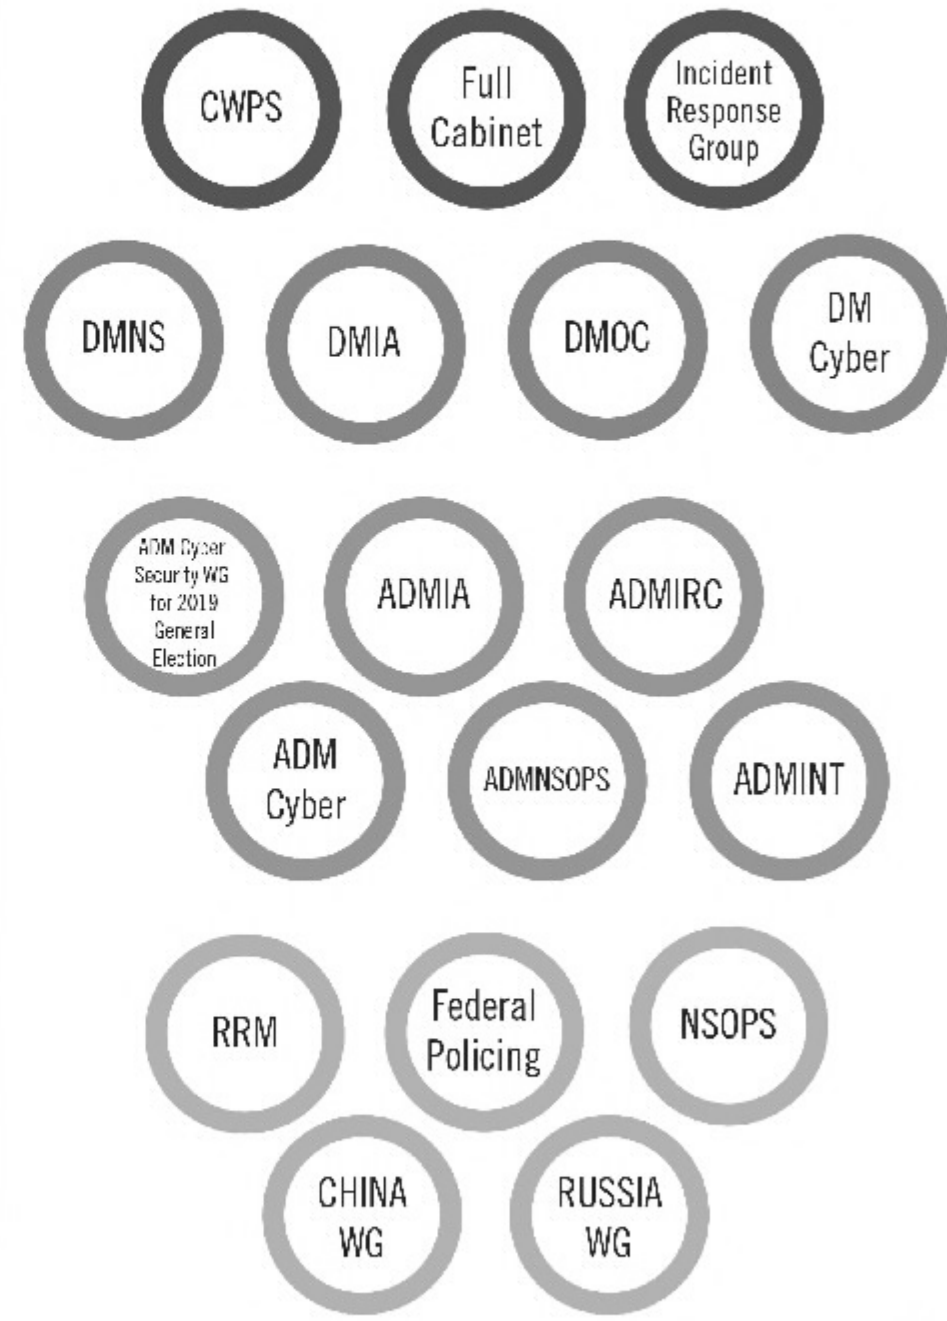 CWPS
Full
Cabinet
Incident
Response
Group
DMNS
DMIA
DMOC
DM
Cyber
ADM Cyber
Security WG
for 2019
General
Election
ADMIA
ADMIRC
ADM
Cyber
ADMNSOPS
ADMINT
RRM
Federal
Policing
NSOPS
CHINA
WG
RUSSIA
WG